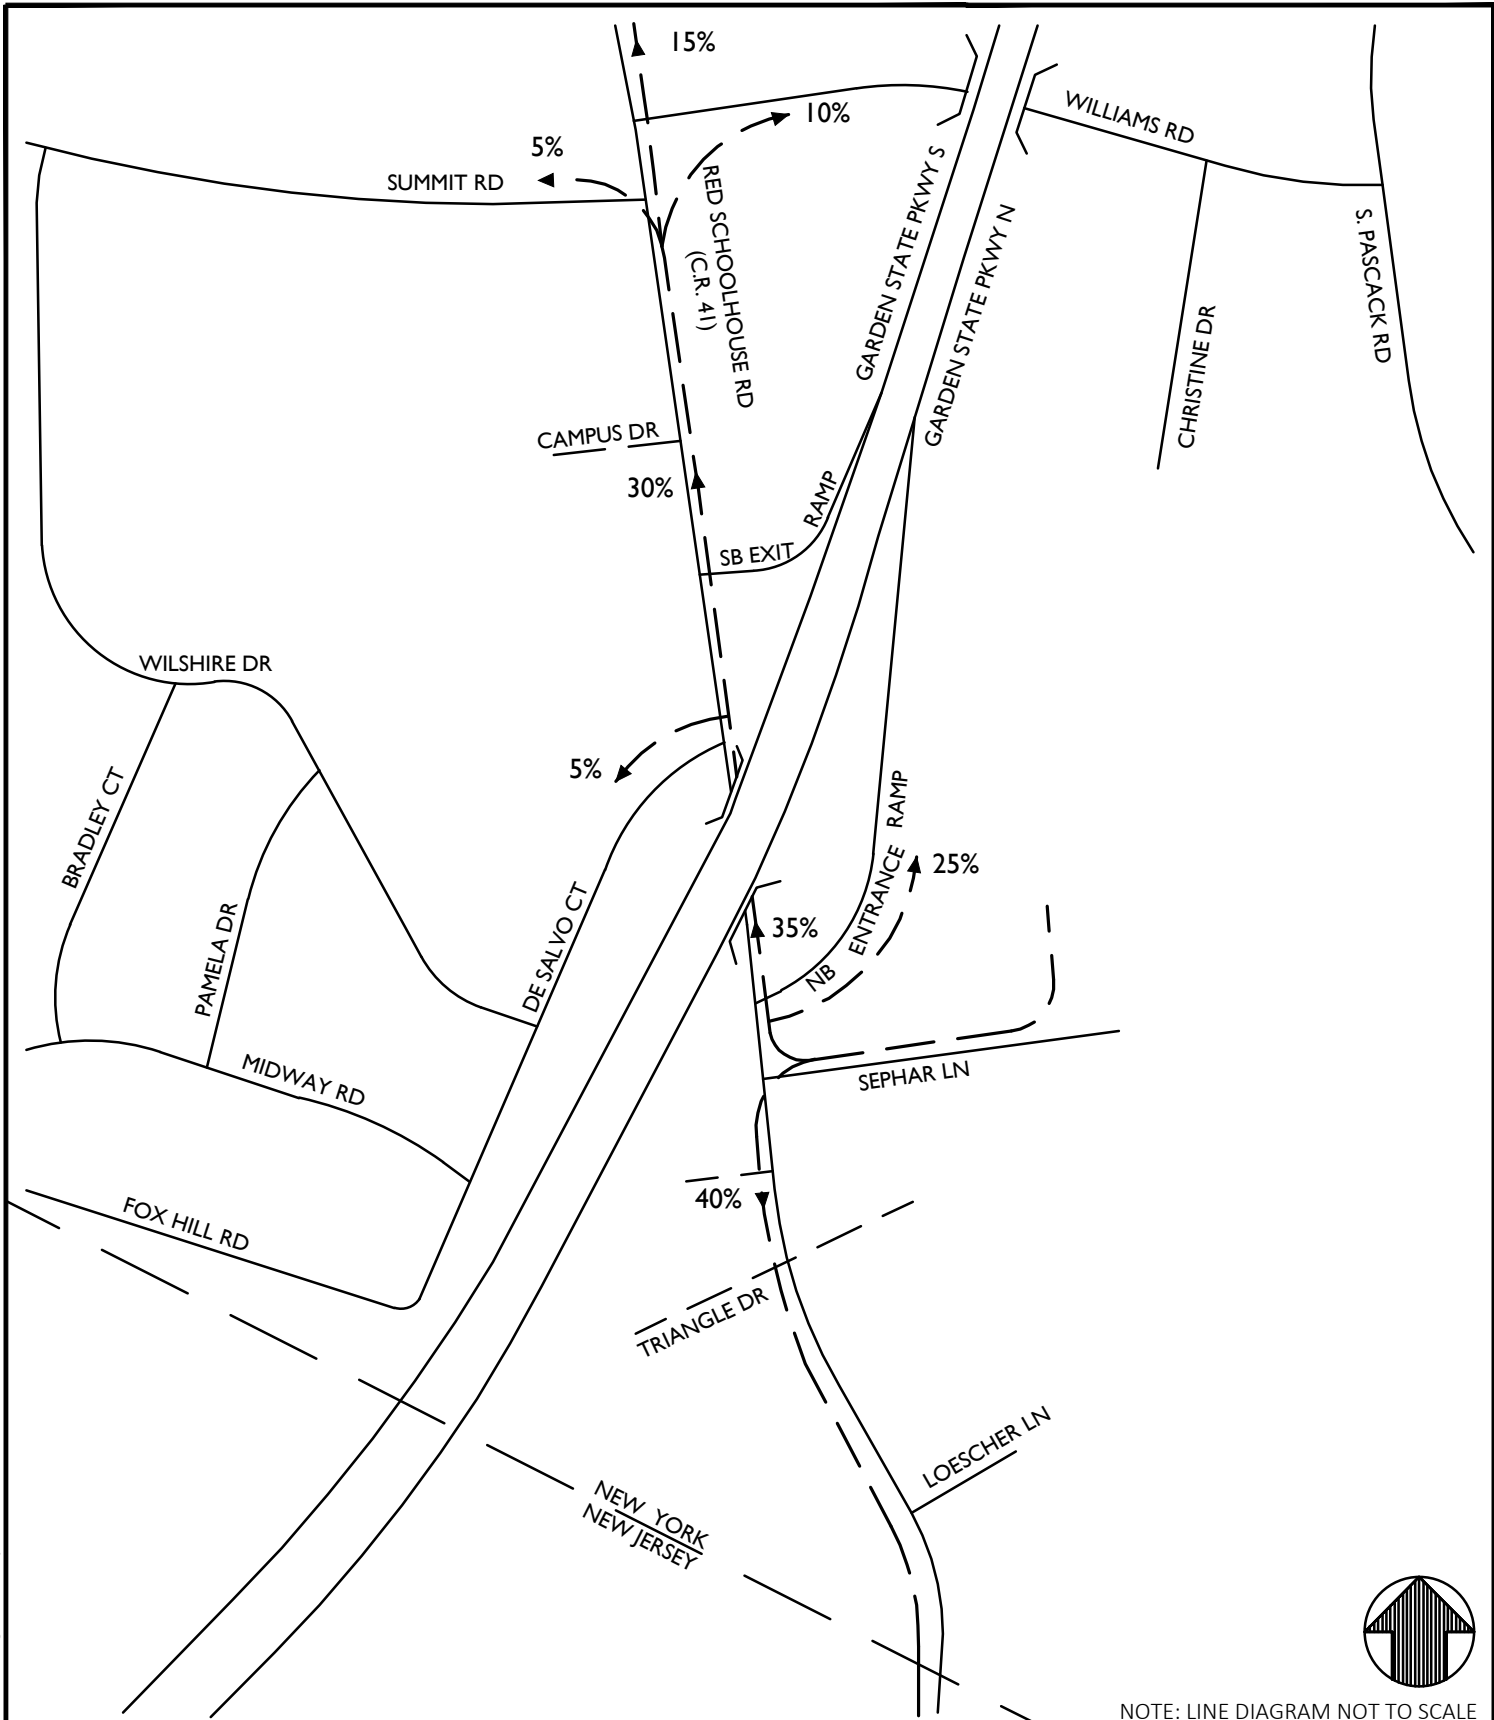 15%
10%
WILLIAMS RD
5%
SUMMIT RD
RED SCHOOLHOUSE RD
(C.R. 41)
GARDEN STATE PKWY S
GARDEN STATE PKWY N
S. PASCACK RD
CHRISTINE DR
CAMPUS DR
30%
RAMP
SB EXIT
WILSHIRE DR
5%
BRADLEY CT
PAMELA DR
DE SALVO CT
NB ENTRANCE RAMP
25%
35%
SEPHAR LN
MIDWAY RD
40%
FOX HILL RD
TRIANGLE DR
LOESCHER LN
NEW YORK
NEW JERSEY
NOTE: LINE DIAGRAM NOT TO SCALE